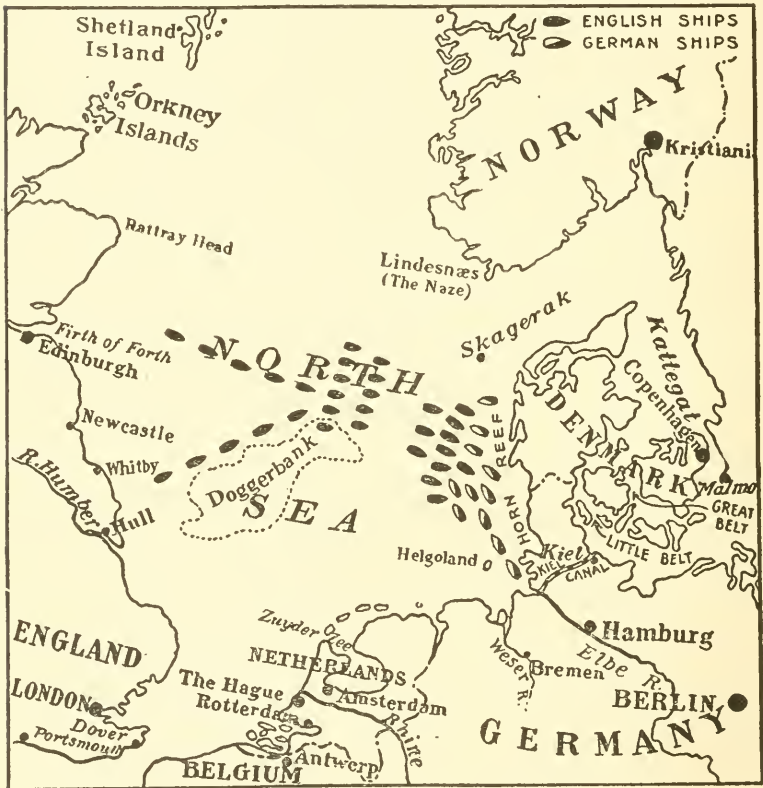 ENGLISH SHIPS
GERMAN SHIPS
Shetland
Island
Orkney
Islands
NORWAY
Kristiani
Rattray Head
Lindesnæs
(The Naze)
Skagerak
Kattegat
Firth of Forth
Edinburgh
NORTH
SEA
Copenhagen
DENMARK
Newcastle
Whitby
R. Humber
Hull
Doggerbank
HORN REEF
Malmo
GREAT
BELT
LITTLE BELT
Helgoland
Kiel
KIEL CANAL
ENGLAND
Zuyder Zee
NETHERLANDS
Hamburg
Elbe R.
Weser R.
Bremen
LONDON
The Hague
Amsterdam
Rotterdam
Rhine
BERLIN
Dover
Portsmouth
GERMANY
Antwerp
BELGIUM